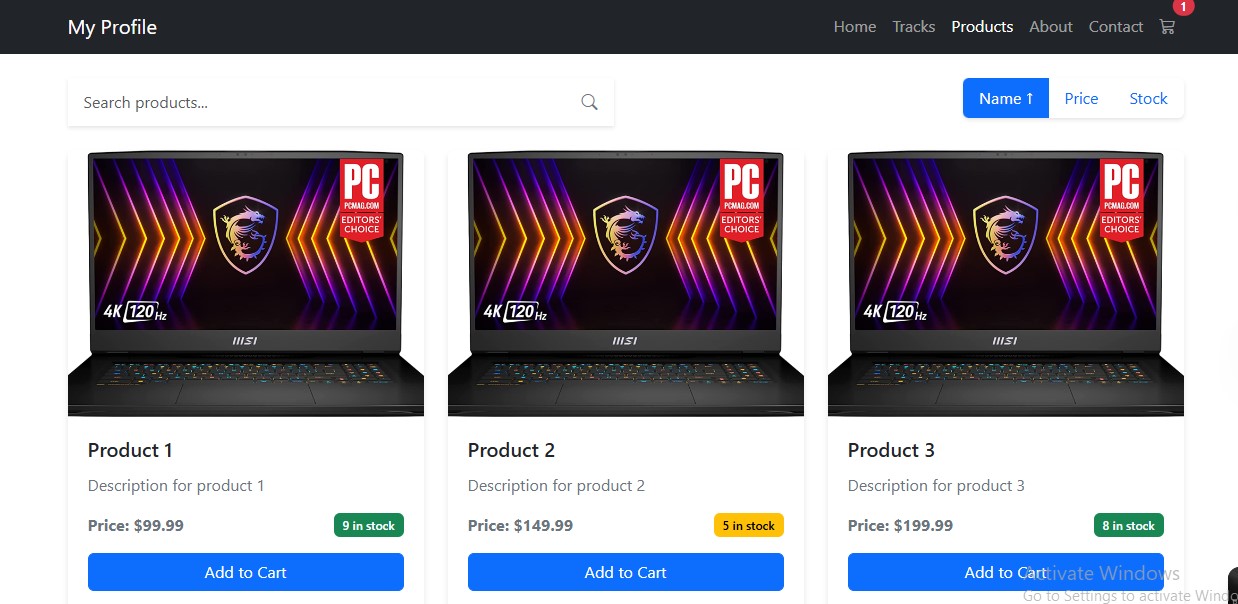 My Profile
Home Tracks Products About Contact 1
Search products...
Name ↑ Price Stock
PC
PCMAG.COM
EDITORS'
CHOICE
4K 120Hz
msi
PC
PCMAG.COM
EDITORS'
CHOICE
4K 120Hz
msi
PC
PCMAG.COM
EDITORS'
CHOICE
4K 120Hz
msi
Product 1
Description for product 1
Price: $99.99 9 in stock
Add to Cart
Product 2
Description for product 2
Price: $149.99 5 in stock
Add to Cart
Product 3
Description for product 3
Price: $199.99 8 in stock
Add to Cart
Activate Windows
Go to Settings to activate Windo